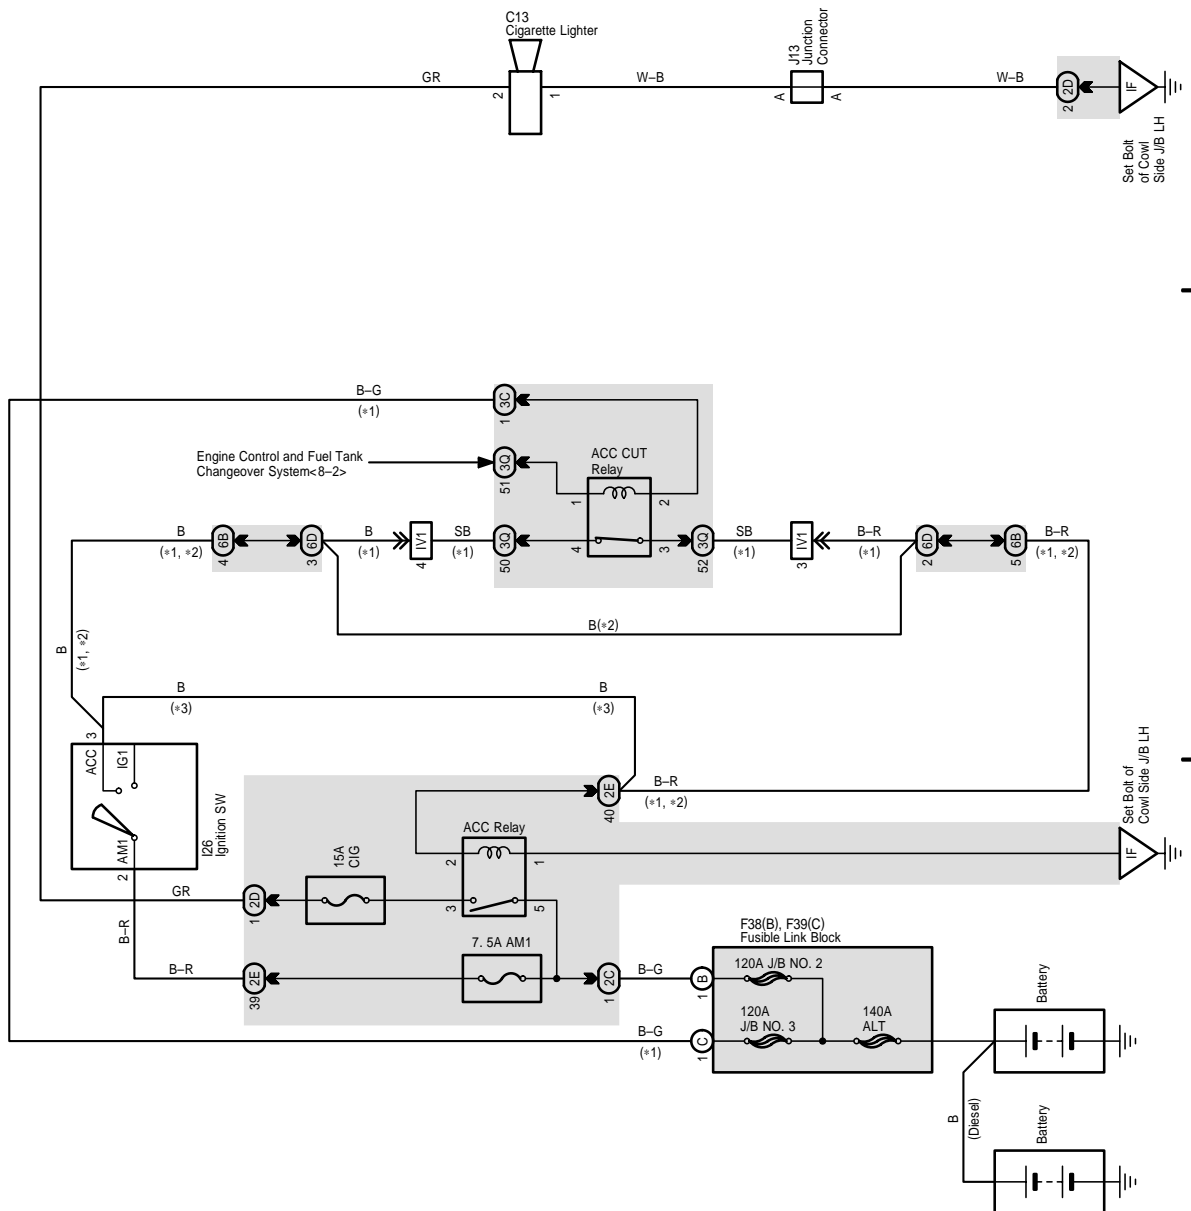 C13
Cigarette Lighter
J13
Junction
Connector
GR
2
1
W–B
A
A
W–B
2
2D
IF
Set Bolt
of Cowl
Side J/B LH
B–G
(*1)
1
3C
Engine Control and Fuel Tank
Changeover System<8–2>
51
3Q
ACC CUT
Relay
1
2
B
(*1, *2)
4
6B
3
6D
B
(*1)
4
IV1
SB
(*1)
50
3Q
4
3
52
3Q
SB
(*1)
3
IV1
B–R
(*1)
2
6D
5
6B
B–R
(*1, *2)
B(*2)
B
(*1, *2)
B
(*3)
B
(*3)
3
ACC
IG1
AM1
2
I26
Ignition SW
40
2E
B–R
(*1, *2)
Set Bolt of
Cowl Side J/B LH
IF
ACC Relay
2
1
3
5
15A
CIG
GR
1
2D
B–R
B–R
39
2E
7. 5A AM1
1
2C
B–G
1
B
F38(B), F39(C)
Fusible Link Block
120A J/B NO. 2
120A
J/B NO. 3
140A
ALT
B–G
(*1)
1
C
Battery
B
(Diesel)
Battery